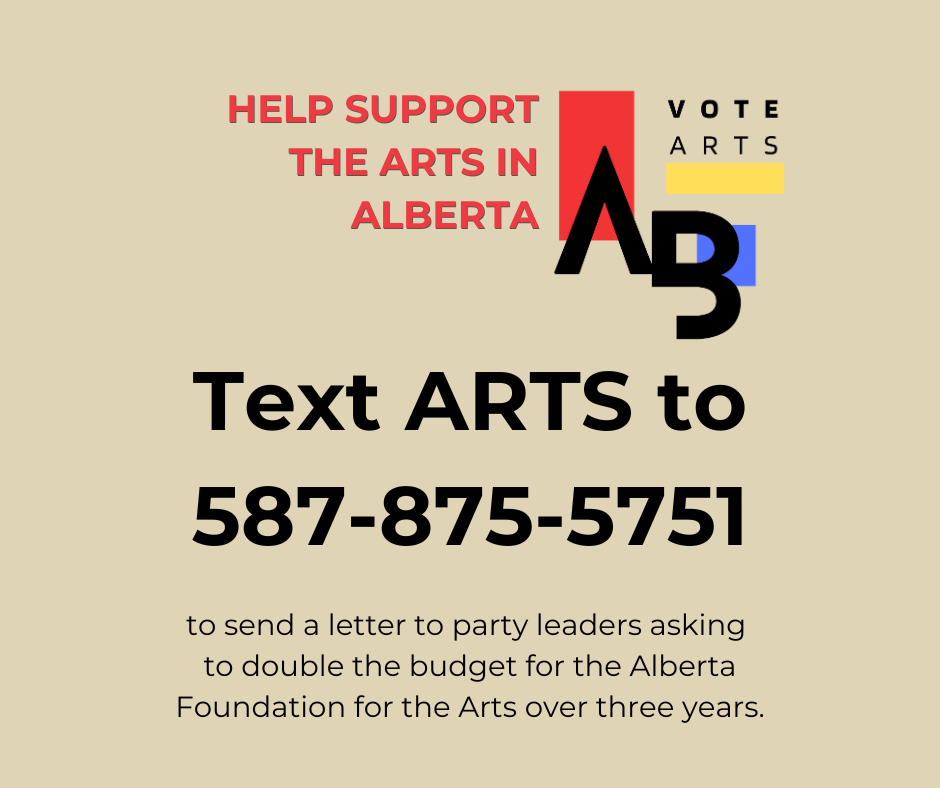 HELP SUPPORT
THE ARTS IN
ALBERTA
VOTE
ARTS
AB
Text ARTS to
587-875-5751
to send a letter to party leaders asking
to double the budget for the Alberta
Foundation for the Arts over three years.